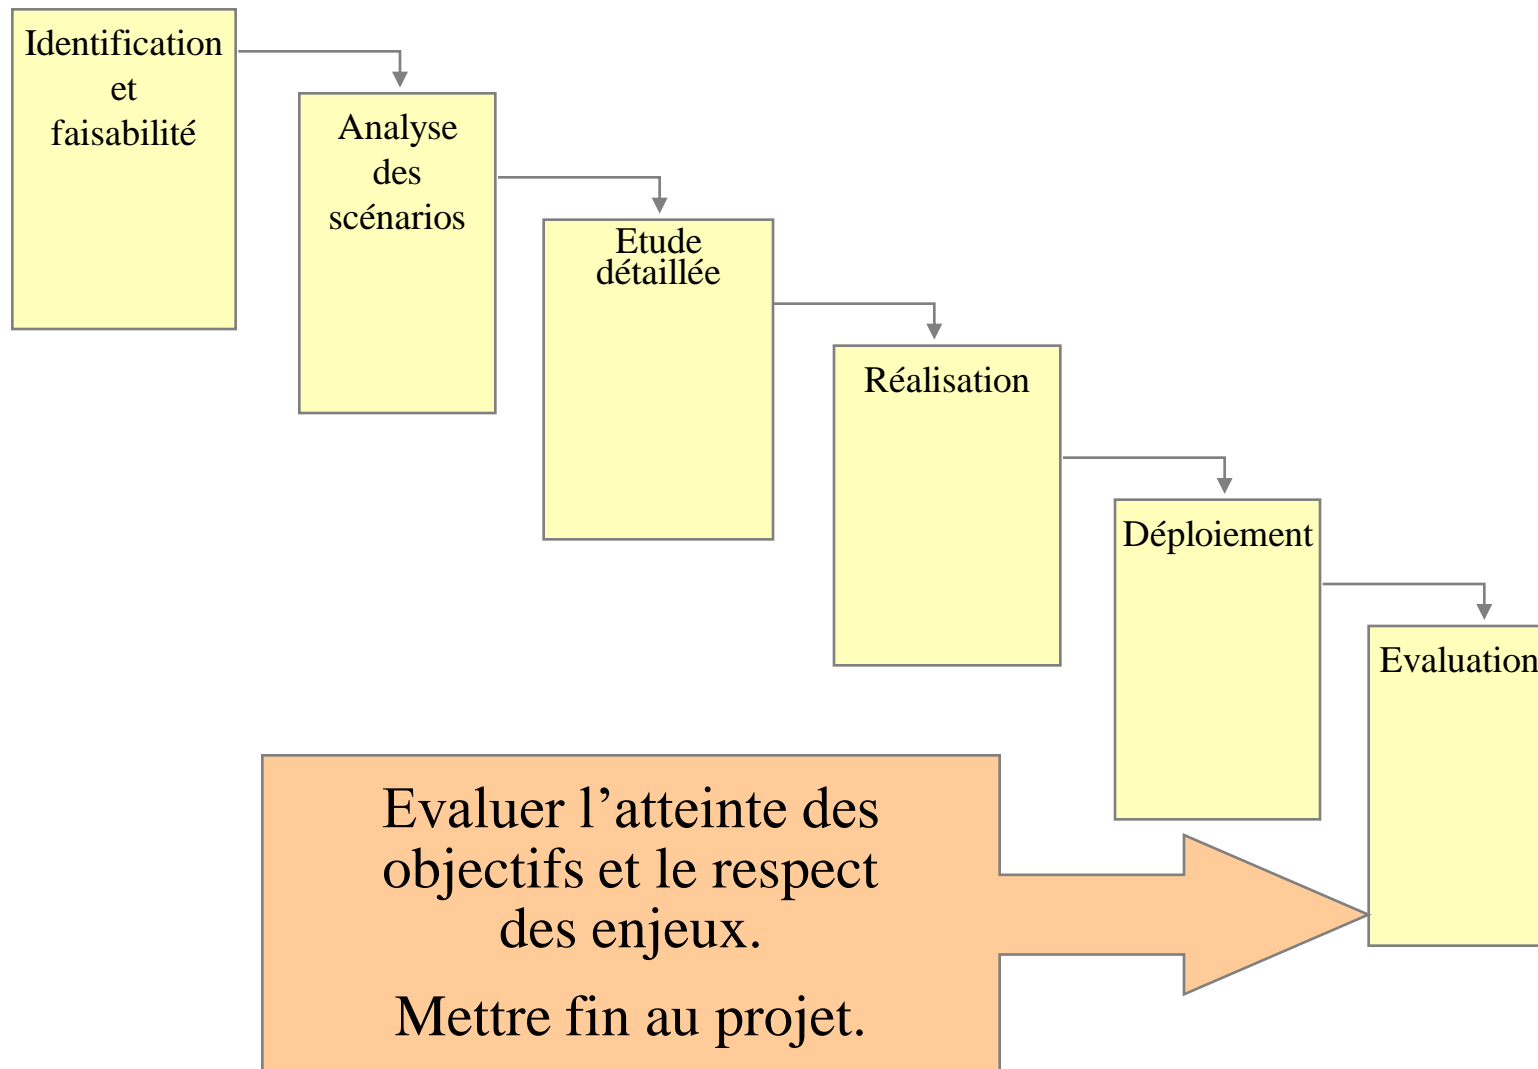 Identification
et
faisabilité
Analyse
des
scénarios
Etude
détaillée
Réalisation
Déploiement
Evaluation
Evaluer l’atteinte des
objectifs et le respect
des enjeux.
Mettre fin au projet.